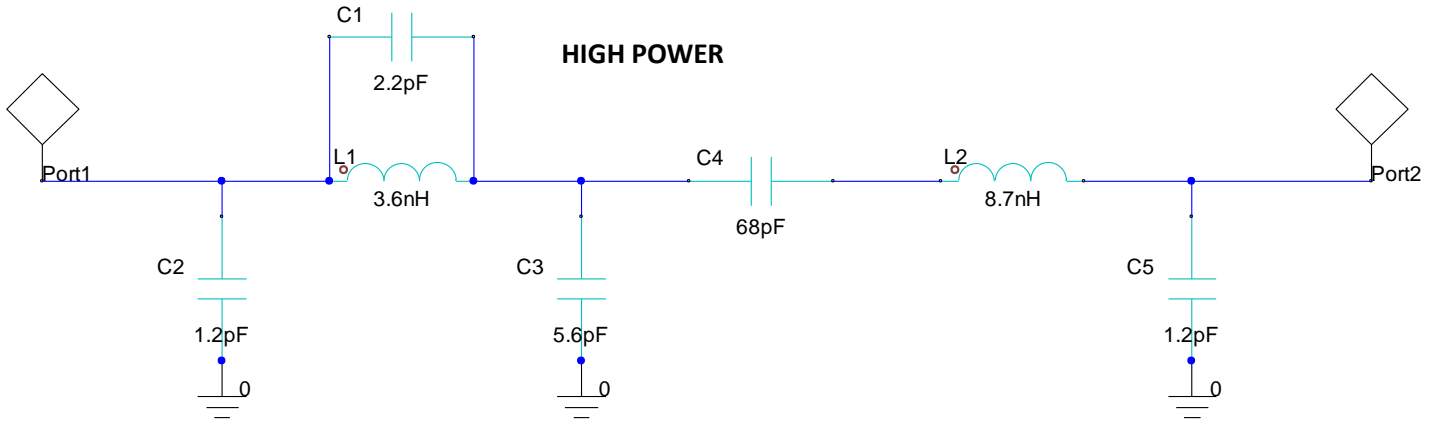 C1
HIGH POWER
2.2pF
Port1
L1
3.6nH
C4
68pF
L2
8.7nH
Port2
C2
1.2pF
0
C3
5.6pF
0
C5
1.2pF
0